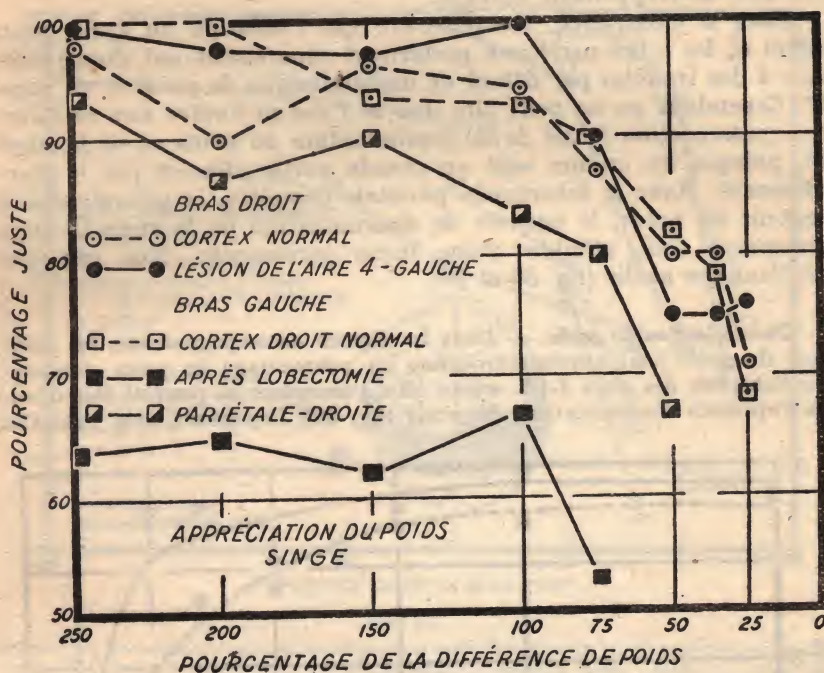 100
90
80
70
60
50
POURCENTAGE JUSTE
BRAS DROIT
CORTEX NORMAL
LÉSION DE L'AIRE 4-GAUCHE
BRAS GAUCHE
CORTEX DROIT NORMAL
APRÈS LOBECTOMIE
PARIÉTALE-DROITE
APPRÉCIATION DU POIDS
SINGE
250 200 150 100 75 50 25 0
POURCENTAGE DE LA DIFFÉRENCE DE POIDS